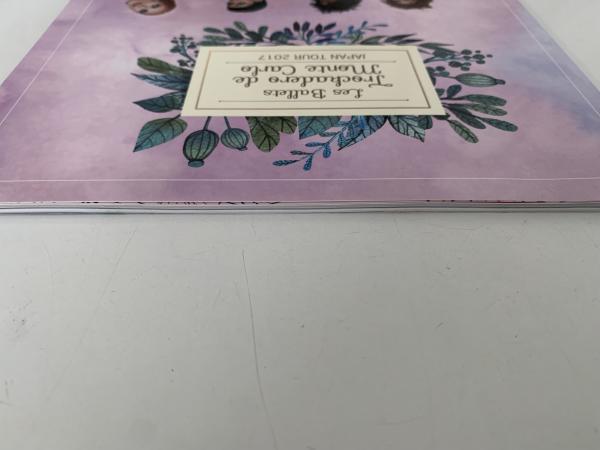 Les Ballets
Trockadero de
Monte Carlo
JAPAN TOUR 2017